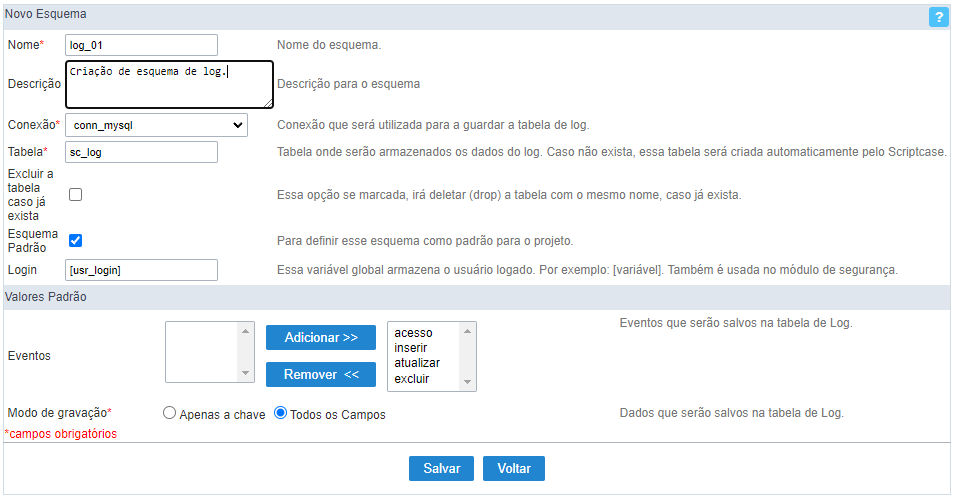 Novo Esquema
?
Nome* log_01 Nome do esquema.
Descrição Criação de esquema de log. Descrição para o esquema
Conexão* conn_mysql Conexão que será utilizada para a guardar a tabela de log.
Tabela* sc_log Tabela onde serão armazenados os dados do log. Caso não exista, essa tabela será criada automaticamente pelo Scriptcase.
Excluir a
tabela
caso já
exista
Essa opção se marcada, irá deletar (drop) a tabela com o mesmo nome, caso já exista.
Esquema
Padrão
Para definir esse esquema como padrão para o projeto.
Login [usr_login] Essa variável global armazena o usuário logado. Por exemplo: [variável]. Também é usada no módulo de segurança.
Valores Padrão
Eventos
Adicionar >>
Remover <<
acesso
inserir
atualizar
excluir
Eventos que serão salvos na tabela de Log.
Modo de gravação* Apenas a chave Todos os Campos Dados que serão salvos na tabela de Log.
*campos obrigatórios
Salvar Voltar